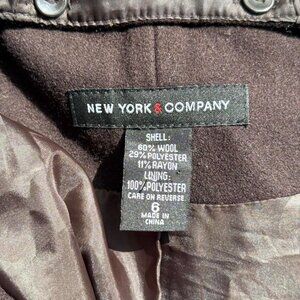 NEW YORK & COMPANY
SHELL:
60% WOOL
29% POLYESTER
11% RAYON
LINING:
100% POLYESTER
CARE ON REVERSE
6
MADE IN
CHINA